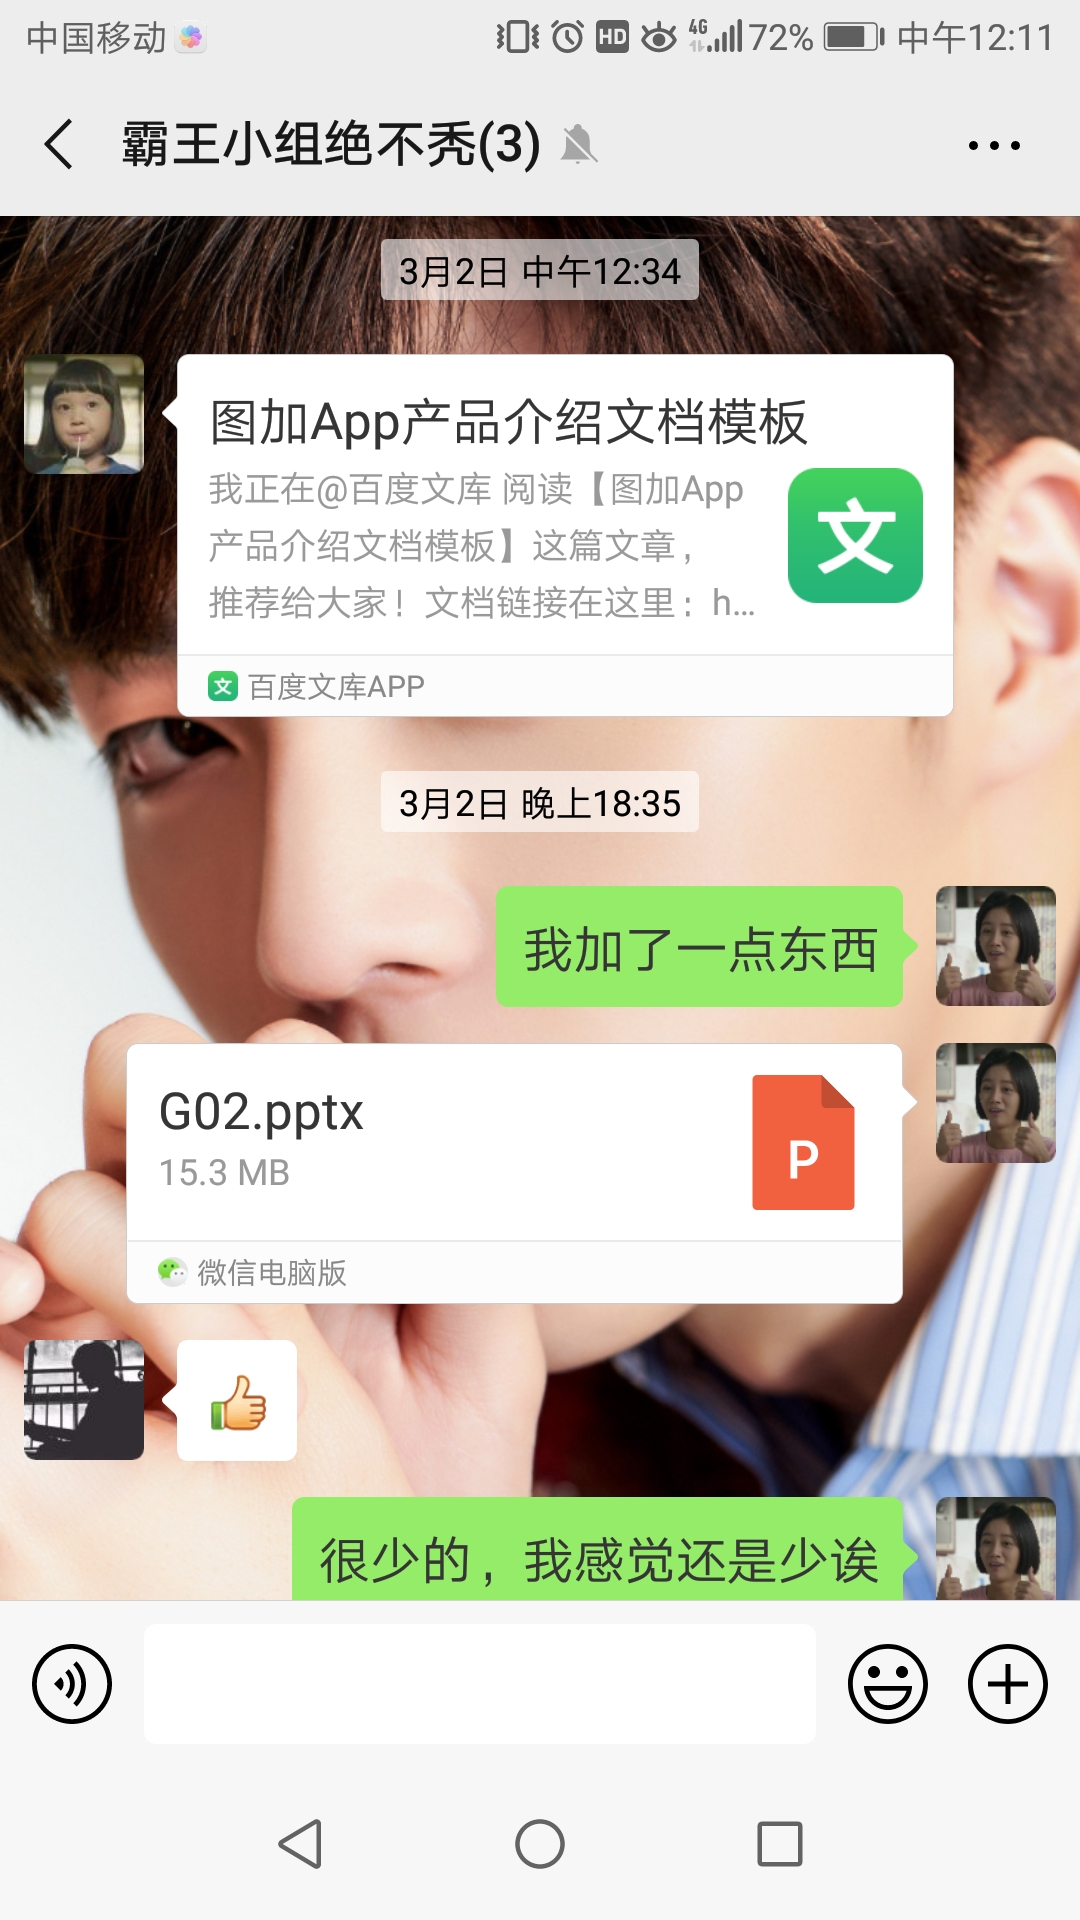 中国移动 HD 4G 72% 中午12:11
霸王小组绝不秃(3)
3月2日 中午12:34
图加App产品介绍文档模板
我正在@百度文库 阅读【图加App
产品介绍文档模板】这篇文章，
推荐给大家！文档链接在这里：h...
文
文 百度文库APP
3月2日 晚上18:35
我加了一点东西
G02.pptx
15.3 MB
P
微信电脑版
很少的，我感觉还是少诶